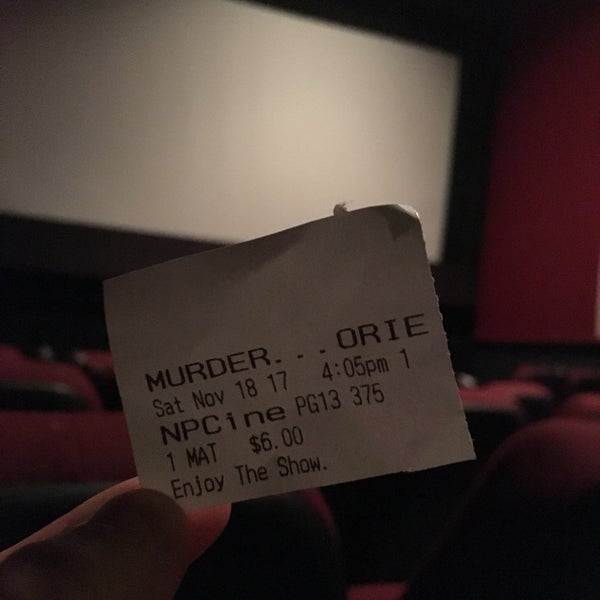 MURDER...ORIE
Sat Nov 18 17 4:05pm 1
NPCine PG13 375
1 MAT $6.00
Enjoy The Show.